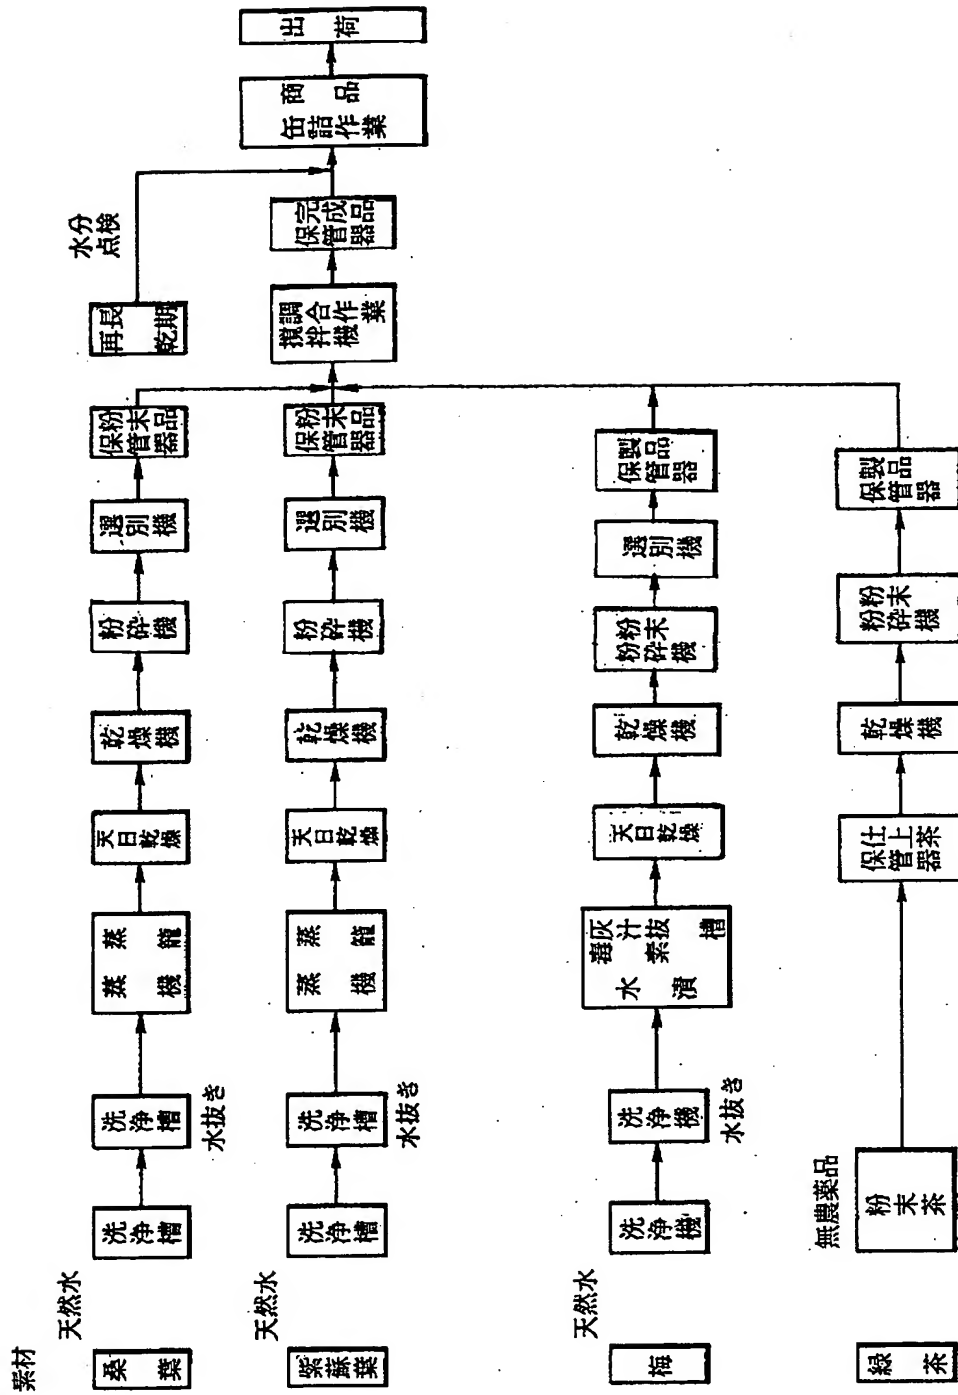 素材
天然水
桑葉
洗浄槽
洗浄槽
水抜き
蒸籠
蒸機
天日乾燥
乾燥機
粉砕機
選別機
粉末品
保管器
長期
再乾
水分
点検
天然水
紫蘇葉
洗浄槽
洗浄槽
水抜き
蒸籠
蒸機
天日乾燥
乾燥機
粉砕機
選別機
粉末品
保管器
調合作業
撹拌機
完成品
保管器
商品
缶詰作業
出荷
天然水
梅
洗浄機
洗浄機
水抜き
灰汁抜槽
毒素
水漬
天日乾燥
乾燥機
粉末
粉砕機
選別機
製品
保管器
緑茶
無農薬品
粉末茶
仕上茶
保管器
乾燥機
粉末
粉砕機
製品
保管器